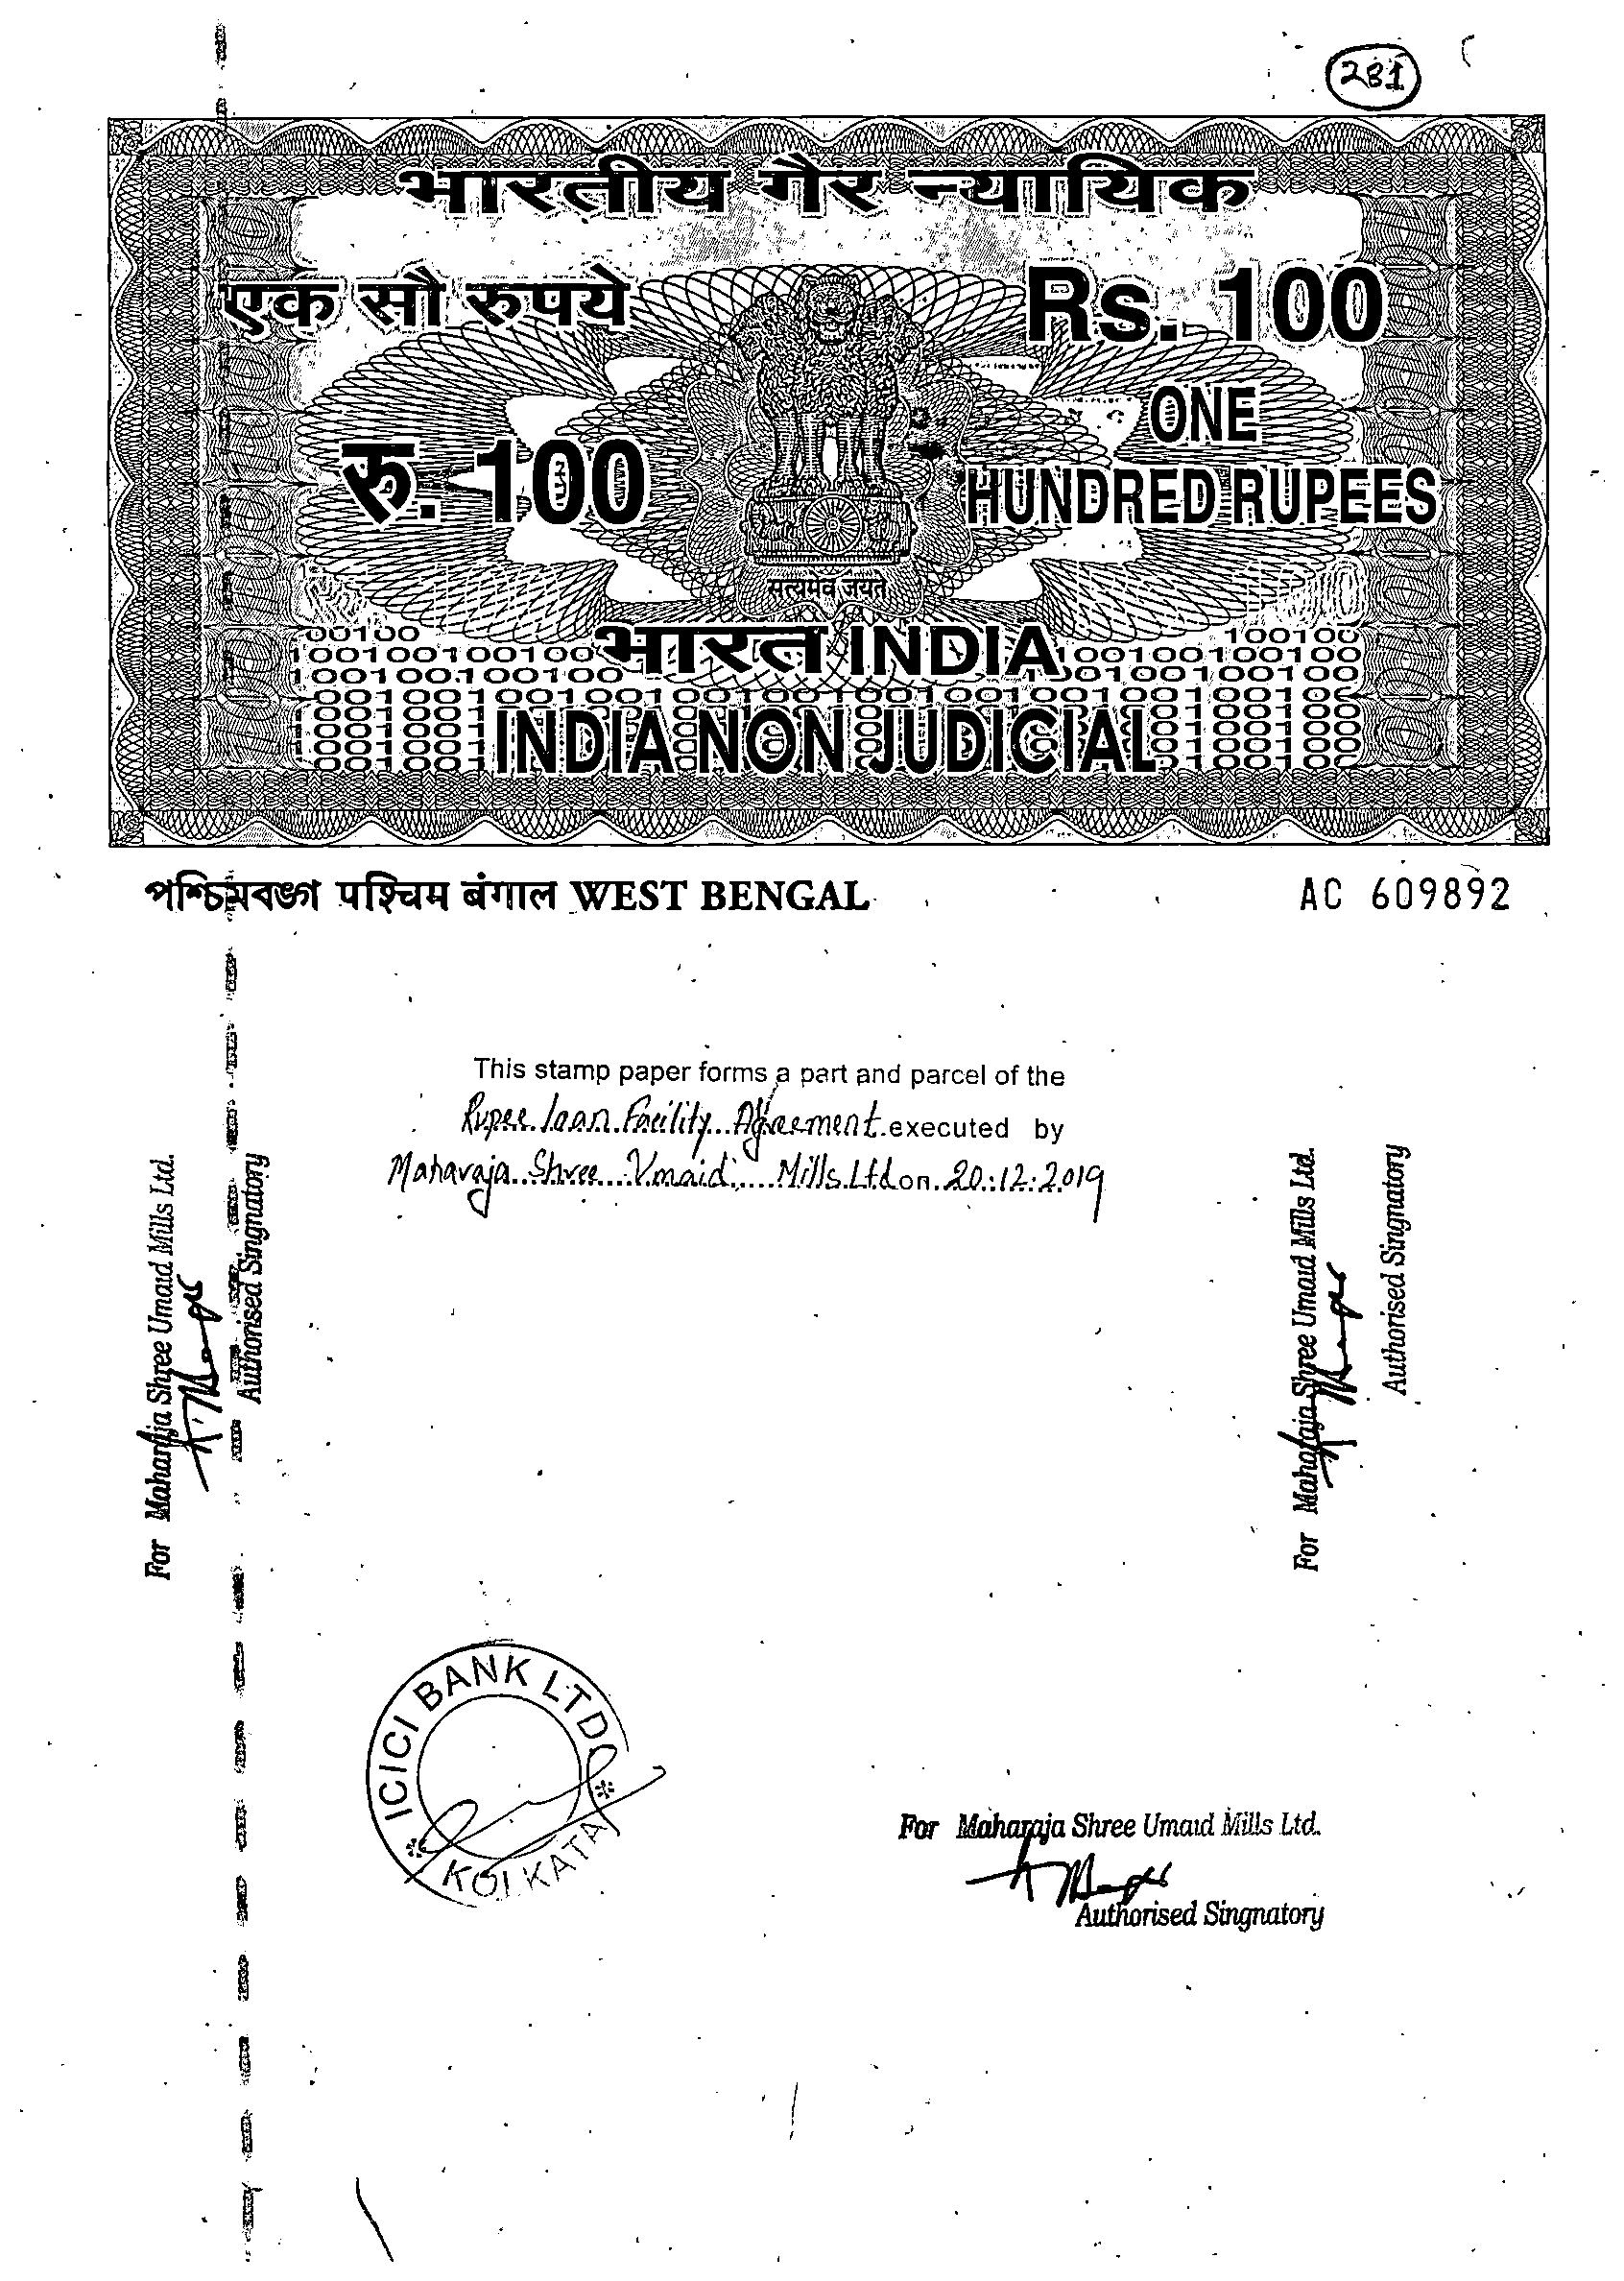 281
भारतीय गैर न्यायिक
एक सौ रुपये
Rs. 100
रु. 100
ONE
HUNDRED RUPEES
सत्यमेव जयते
भारत INDIA
INDIA NON JUDICIAL
পশ্চিমবঙ্গ पश्चिम बंगाल WEST BENGAL
AC 609892
This stamp paper forms a part and parcel of the
Rupee loan Facility Agreement executed by
Maharaja Shree Umaid Mills Ltd on 20.12.2019
For Maharaja Shree Umaid Mills Ltd.
Authorised Singnatory
For Maharaja Shree Umaid Mills Ltd.
Authorised Singnatory
* ICICI BANK LTD *
KOLKATA
For Maharaja Shree Umaid Mills Ltd.
Authorised Singnatory